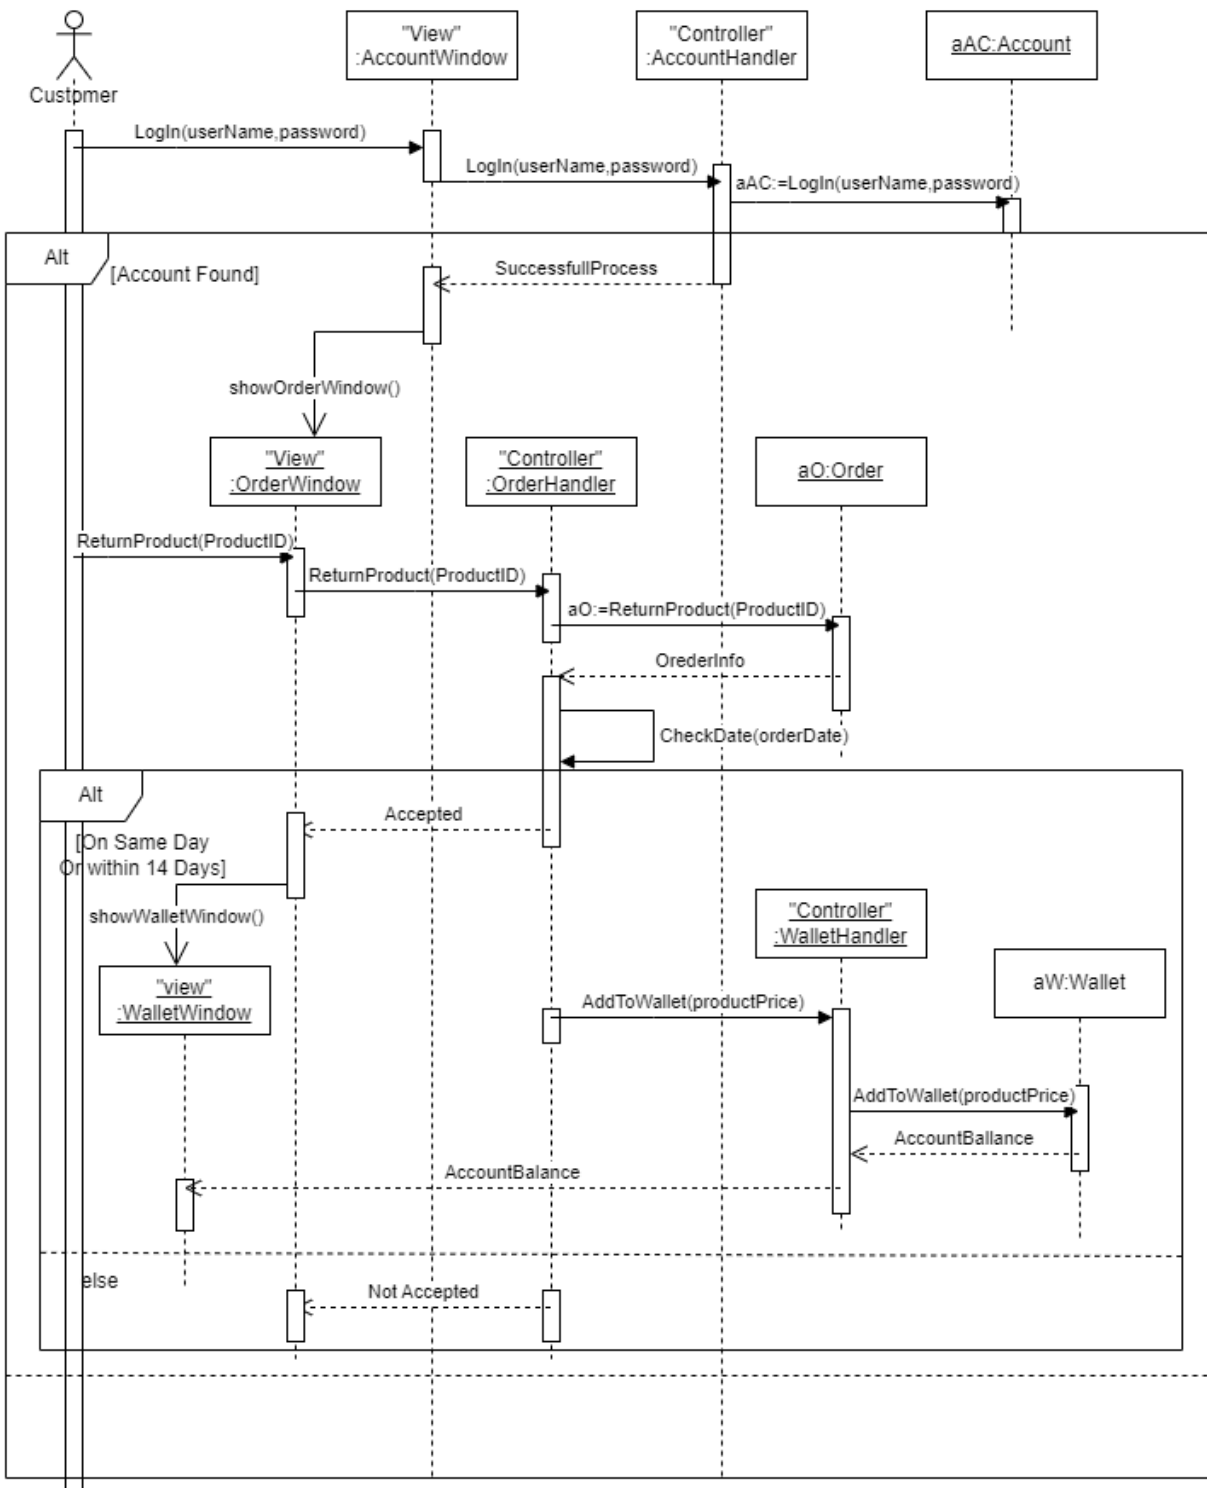 "View"
:AccountWindow
"Controller"
:AccountHandler
aAC:Account
Customer
LogIn(userName,password)
LogIn(userName,password)
aAC:=LogIn(userName,password)
Alt
[Account Found]
SuccessfullProcess
showOrderWindow()
"View"
:OrderWindow
"Controller"
:OrderHandler
aO:Order
ReturnProduct(ProductID)
ReturnProduct(ProductID)
aO:=ReturnProduct(ProductID)
OrederInfo
CheckDate(orderDate)
Alt
Accepted
[On Same Day
Or within 14 Days]
showWalletWindow()
"Controller"
:WalletHandler
"view"
:WalletWindow
aW:Wallet
AddToWallet(productPrice)
AddToWallet(productPrice)
AccountBallance
AccountBalance
else
Not Accepted